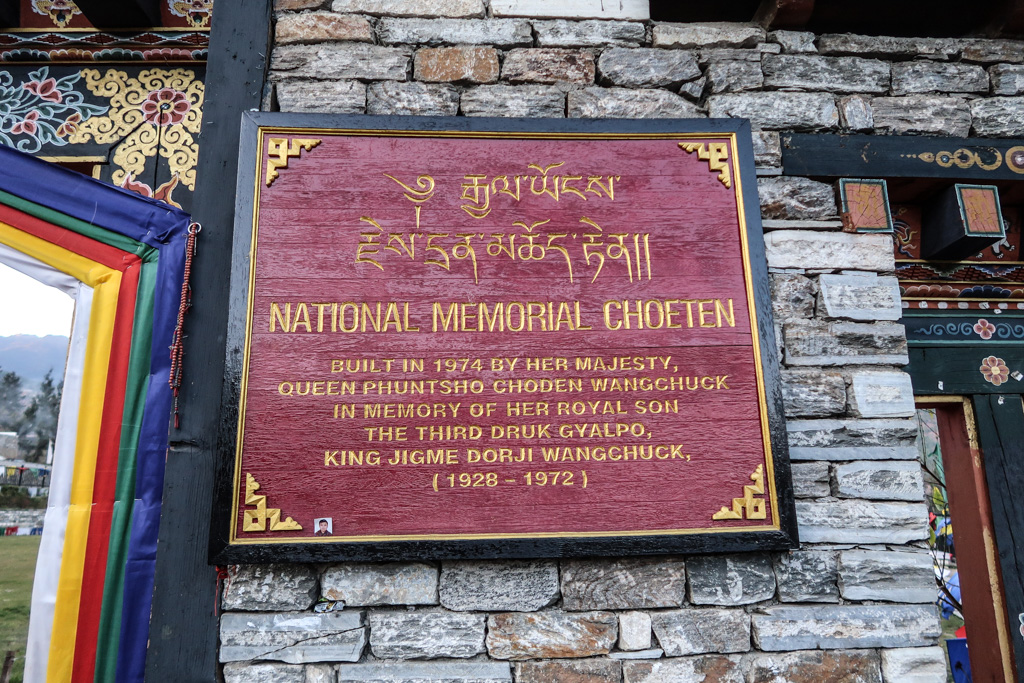 ༄ རྒྱལ་ཡོངས་
རྗེས་དྲན་མཆོད་རྟེན།།
NATIONAL MEMORIAL CHOETEN
BUILT IN 1974 BY HER MAJESTY,
QUEEN PHUNTSHO CHODEN WANGCHUCK
IN MEMORY OF HER ROYAL SON
THE THIRD DRUK GYALPO,
KING JIGME DORJI WANGCHUCK,
( 1928 - 1972 )